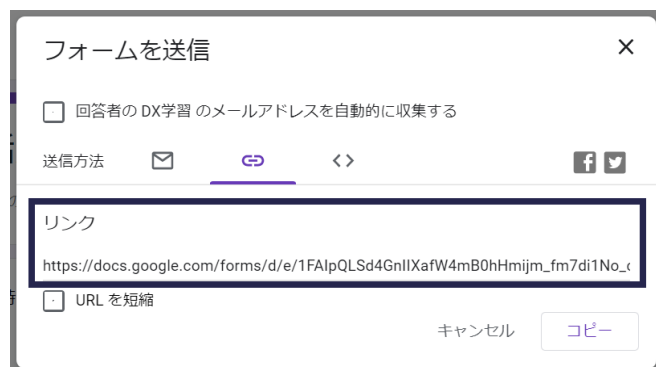 フォームを送信
回答者の DX学習 のメールアドレスを自動的に収集する
送信方法
リンク
https://docs.google.com/forms/d/e/1FAIpQLSd4GnIIXafW4mB0hHmijm_fm7di1No_c
URL を短縮
キャンセル コピー